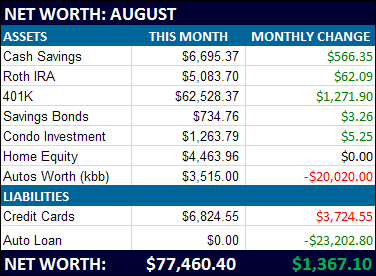 NET WORTH: AUGUST
ASSETS THIS MONTH MONTHLY CHANGE
Cash Savings $6,695.37 $566.35
Roth IRA $5,083.70 $62.09
401K $62,528.37 $1,271.90
Savings Bonds $734.76 $3.26
Condo Investment $1,263.79 $5.25
Home Equity $4,463.96 $0.00
Autos Worth (kbb) $3,515.00 -$20,020.00
LIABILITIES
Credit Cards $6,824.55 $3,724.55
Auto Loan $0.00 -$23,202.80
NET WORTH: $77,460.40 $1,367.10